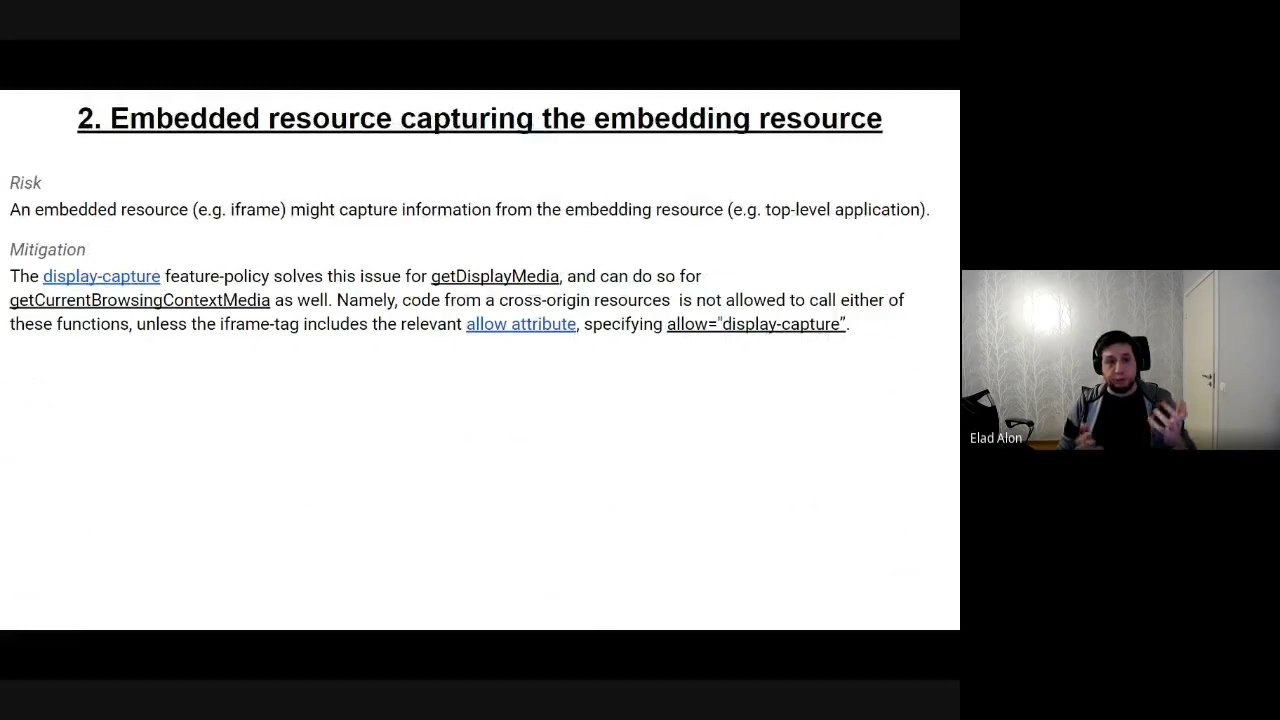 2. Embedded resource capturing the embedding resource
Risk
An embedded resource (e.g. iframe) might capture information from the embedding resource (e.g. top-level application).
Mitigation
The display-capture feature-policy solves this issue for getDisplayMedia, and can do so for
getCurrentBrowsingContextMedia as well. Namely, code from a cross-origin resources  is not allowed to call either of
these functions, unless the iframe-tag includes the relevant allow attribute, specifying allow="display-capture”.
Elad Alon